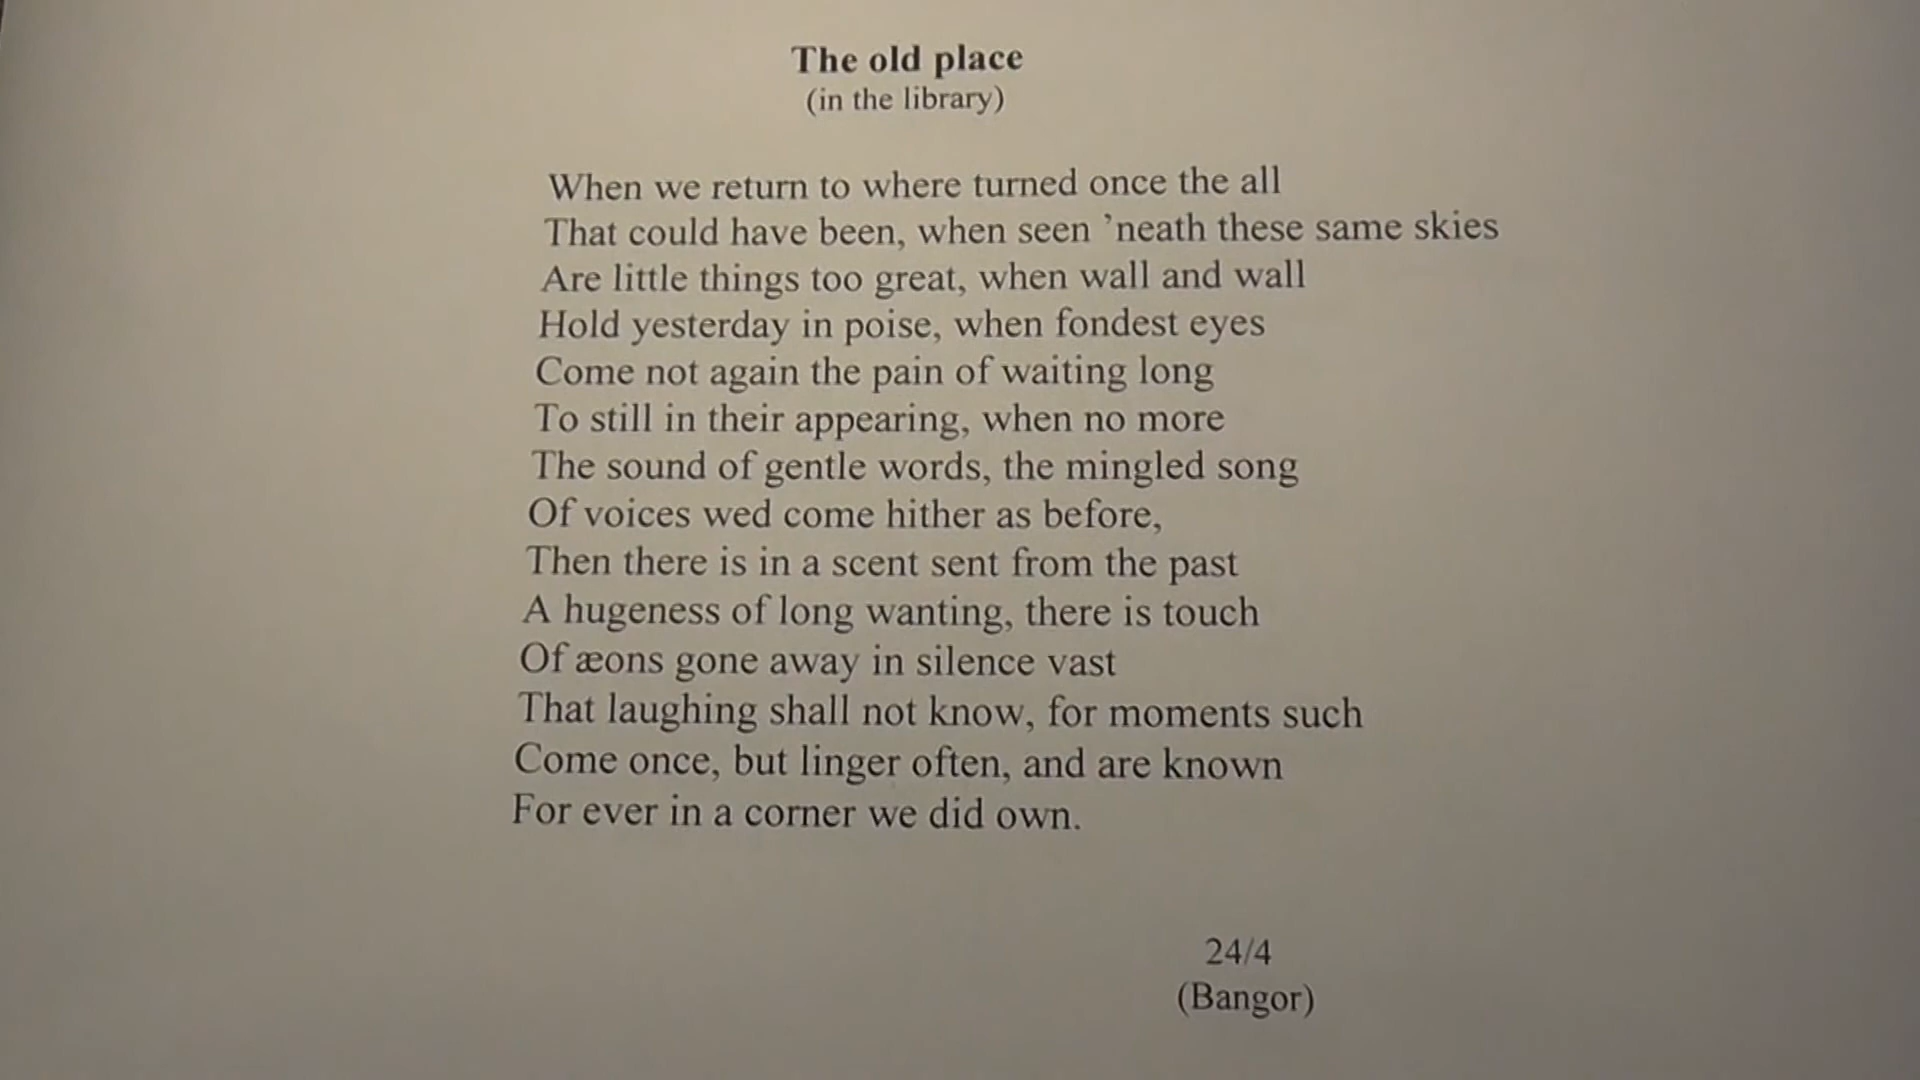 The old place
(in the library)
When we return to where turned once the all
That could have been, when seen ’neath these same skies
Are little things too great, when wall and wall
Hold yesterday in poise, when fondest eyes
Come not again the pain of waiting long
To still in their appearing, when no more
The sound of gentle words, the mingled song
Of voices wed come hither as before,
Then there is in a scent sent from the past
A hugeness of long wanting, there is touch
Of æons gone away in silence vast
That laughing shall not know, for moments such
Come once, but linger often, and are known
For ever in a corner we did own.
24/4
(Bangor)